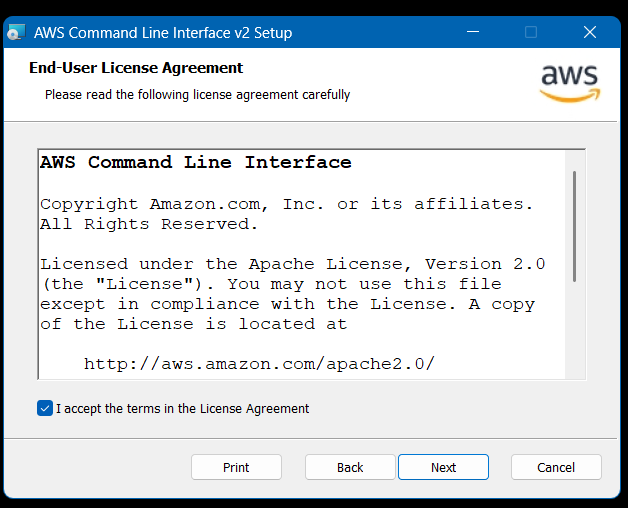 AWS Command Line Interface v2 Setup
End-User License Agreement
Please read the following license agreement carefully
aws
AWS Command Line Interface
Copyright Amazon.com, Inc. or its affiliates.
All Rights Reserved.
Licensed under the Apache License, Version 2.0
(the "License"). You may not use this file
except in compliance with the License. A copy
of the License is located at
http://aws.amazon.com/apache2.0/
I accept the terms in the License Agreement
Print
Back
Next
Cancel